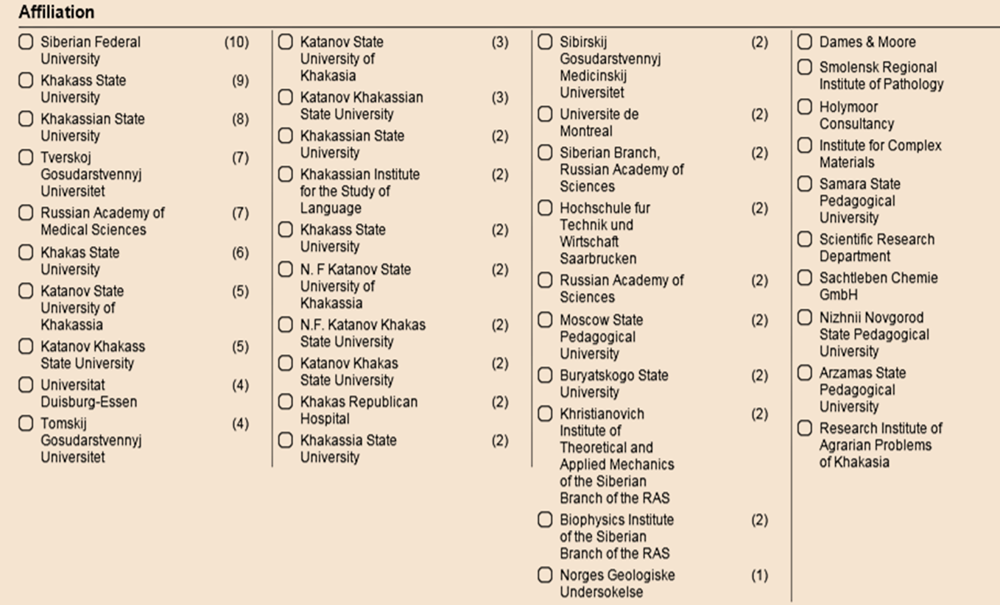 Affiliation
Siberian Federal (10)
University
Khakass State (9)
University
Khakassian State (8)
University
Tverskoj (7)
Gosudarstvennyj
Universitet
Russian Academy of (7)
Medical Sciences
Khakas State (6)
University
Katanov State (5)
University of
Khakassia
Katanov Khakass (5)
State University
Universitat (4)
Duisburg-Essen
Tomskij (4)
Gosudarstvennyj
Universitet
Katanov State (3)
University of
Khakasia
Katanov Khakassian (3)
State University
Khakassian State (2)
University
Khakassian Institute (2)
for the Study of
Language
Khakass State (2)
University
N. F Katanov State (2)
University of
Khakassia
N.F. Katanov Khakas (2)
State University
Katanov Khakas (2)
State University
Khakas Republican (2)
Hospital
Khakassia State (2)
University
Sibirskij (2)
Gosudarstvennyj
Medicinskij
Universitet
Universite de (2)
Montreal
Siberian Branch, (2)
Russian Academy of
Sciences
Hochschule fur (2)
Technik und
Wirtschaft
Saarbrucken
Russian Academy of (2)
Sciences
Moscow State (2)
Pedagogical
University
Buryatskogo State (2)
University
Khristianovich (2)
Institute of
Theoretical and
Applied Mechanics
of the Siberian
Branch of the RAS
Biophysics Institute (2)
of the Siberian
Branch of the RAS
Norges Geologiske (1)
Undersokelse
Dames & Moore
Smolensk Regional
Institute of Pathology
Holymoor
Consultancy
Institute for Complex
Materials
Samara State
Pedagogical
University
Scientific Research
Department
Sachtleben Chemie
GmbH
Nizhnii Novgorod
State Pedagogical
University
Arzamas State
Pedagogical
University
Research Institute of
Agrarian Problems
of Khakasia